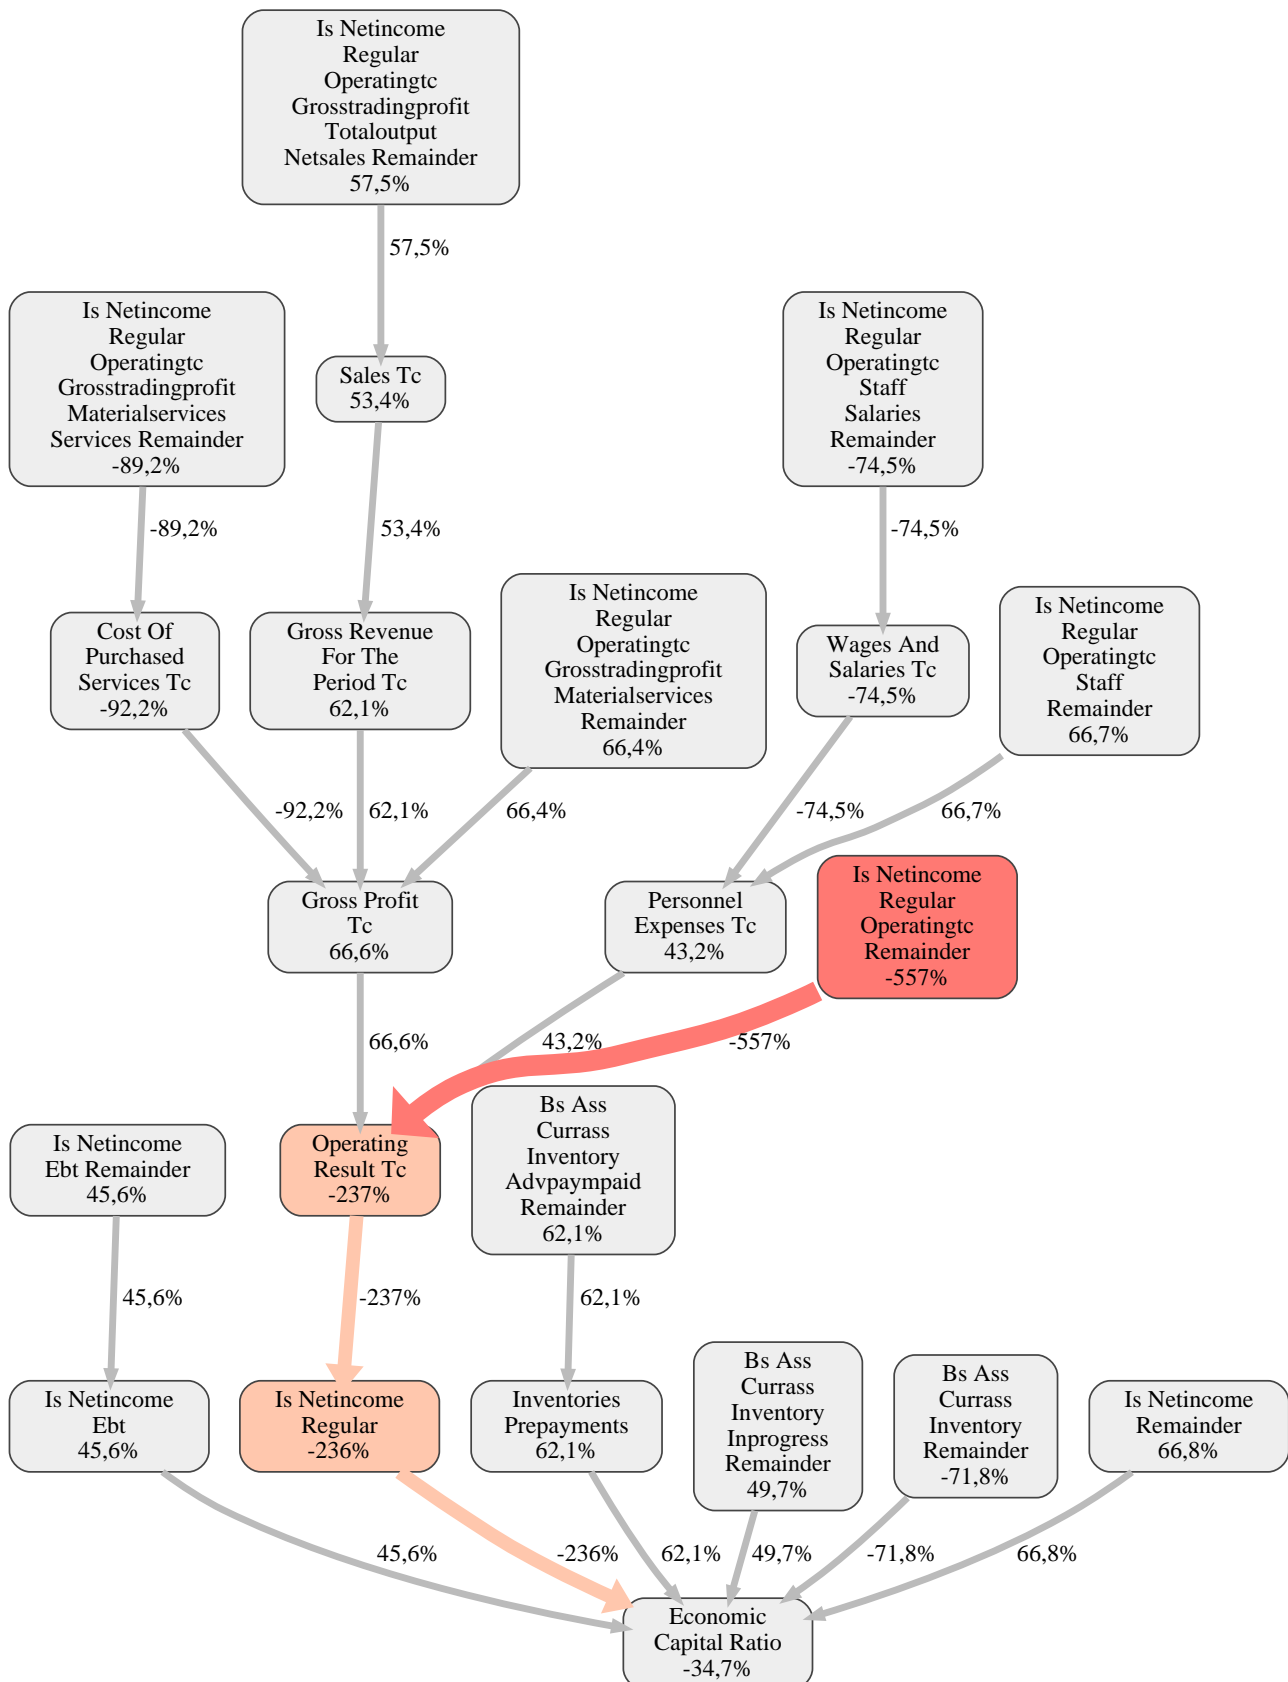 Is Netincome
Regular
Operatingtc
Grosstradingprofit
Totaloutput
Netsales Remainder
57,5%
57,5%
Is Netincome
Regular
Operatingtc
Grosstradingprofit
Materialservices
Services Remainder
-89,2%
Sales Tc
53,4%
Is Netincome
Regular
Operatingtc
Staff
Salaries
Remainder
-74,5%
-89,2%
53,4%
-74,5%
Cost Of
Purchased
Services Tc
-92,2%
Gross Revenue
For The
Period Tc
62,1%
Is Netincome
Regular
Operatingtc
Grosstradingprofit
Materialservices
Remainder
66,4%
Wages And
Salaries Tc
-74,5%
Is Netincome
Regular
Operatingtc
Staff
Remainder
66,7%
-92,2%
62,1%
66,4%
-74,5%
66,7%
Gross Profit
Tc
66,6%
Personnel
Expenses Tc
43,2%
Is Netincome
Regular
Operatingtc
Remainder
-557%
66,6%
43,2%
-557%
Is Netincome
Ebt Remainder
45,6%
Operating
Result Tc
-237%
Bs Ass
Currass
Inventory
Advpaympaid
Remainder
62,1%
45,6%
-237%
62,1%
Is Netincome
Ebt
45,6%
Is Netincome
Regular
-236%
Inventories
Prepayments
62,1%
Bs Ass
Currass
Inventory
Inprogress
Remainder
49,7%
Bs Ass
Currass
Inventory
Remainder
-71,8%
Is Netincome
Remainder
66,8%
45,6%
-236%
62,1%
49,7%
-71,8%
66,8%
Economic
Capital Ratio
-34,7%